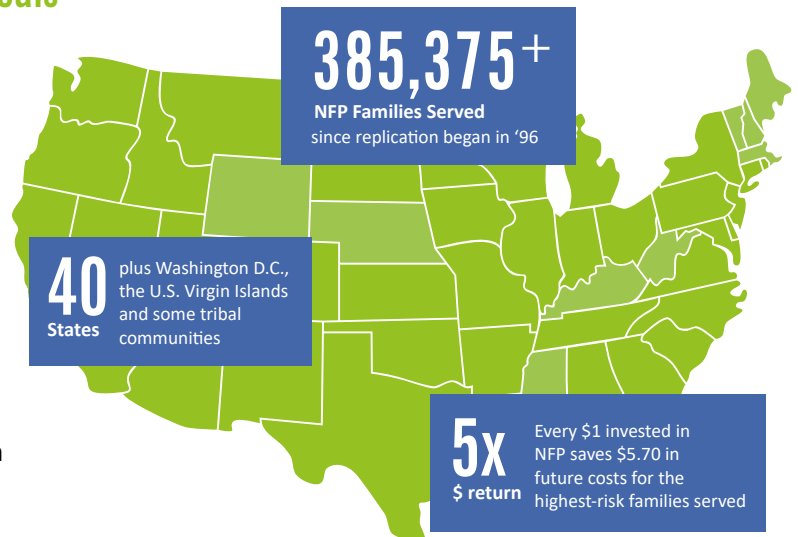 385,375+
NFP Families Served
since replication began in ‘96
40
States
plus Washington D.C.,
the U.S. Virgin Islands
and some tribal
communities
5x
$ return
Every $1 invested in
NFP saves $5.70 in
future costs for the
highest-risk families served